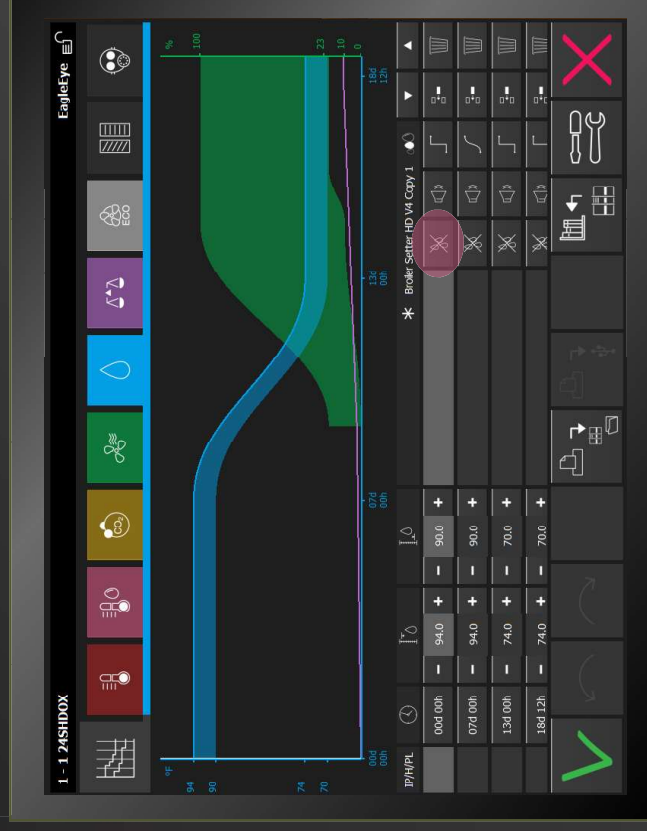 1 - 1 24SHDOX
EagleEye
CO2
ECO
°F
%
94
90
74
70
100
23
10
0
00d
00h
07d
00h
13d
00h
18d
12h
IP/H/PL
* Broiler Setter HD V4 Copy 1
00d 00h - 94.0 + - 90.0 +
07d 00h - 94.0 + - 90.0 +
13d 00h - 74.0 + - 70.0 +
18d 12h - 74.0 + - 70.0 +